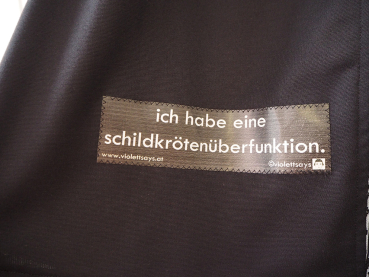 ich habe eine
schildkrötenüberfunktion.
www.violettsays.at ©violettsays